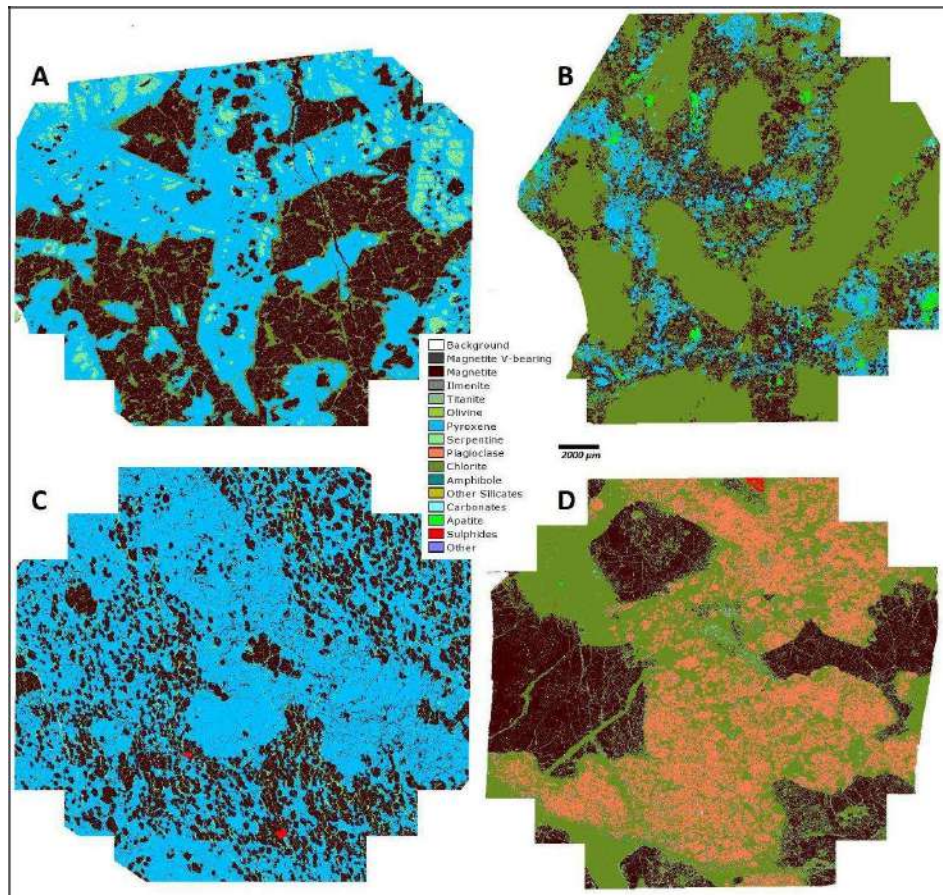 A
B
Background
Magnetite V-bearing
Magnetite
Ilmenite
Titanite
Olivine
Pyroxene
Serpentine
Plagioclase
Chlorite
Amphibole
Other Silicates
Carbonates
Apatite
Sulphides
Other
2000 µm
C
D